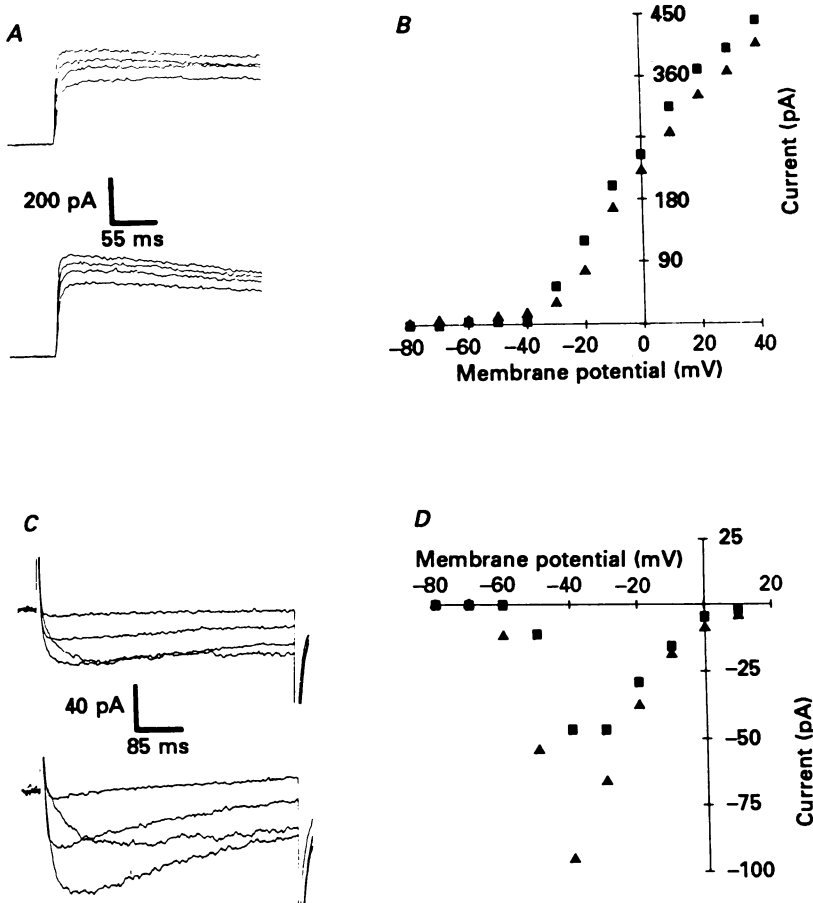 A
200 pA
55 ms
B
450
360
180
90
Current (pA)
-80 -60 -40 -20 0 20 40
Membrane potential (mV)
C
40 pA
85 ms
D
25
Membrane potential (mV)
-80 -60 -40 -20 20
-25
-50
-75
-100
Current (pA)